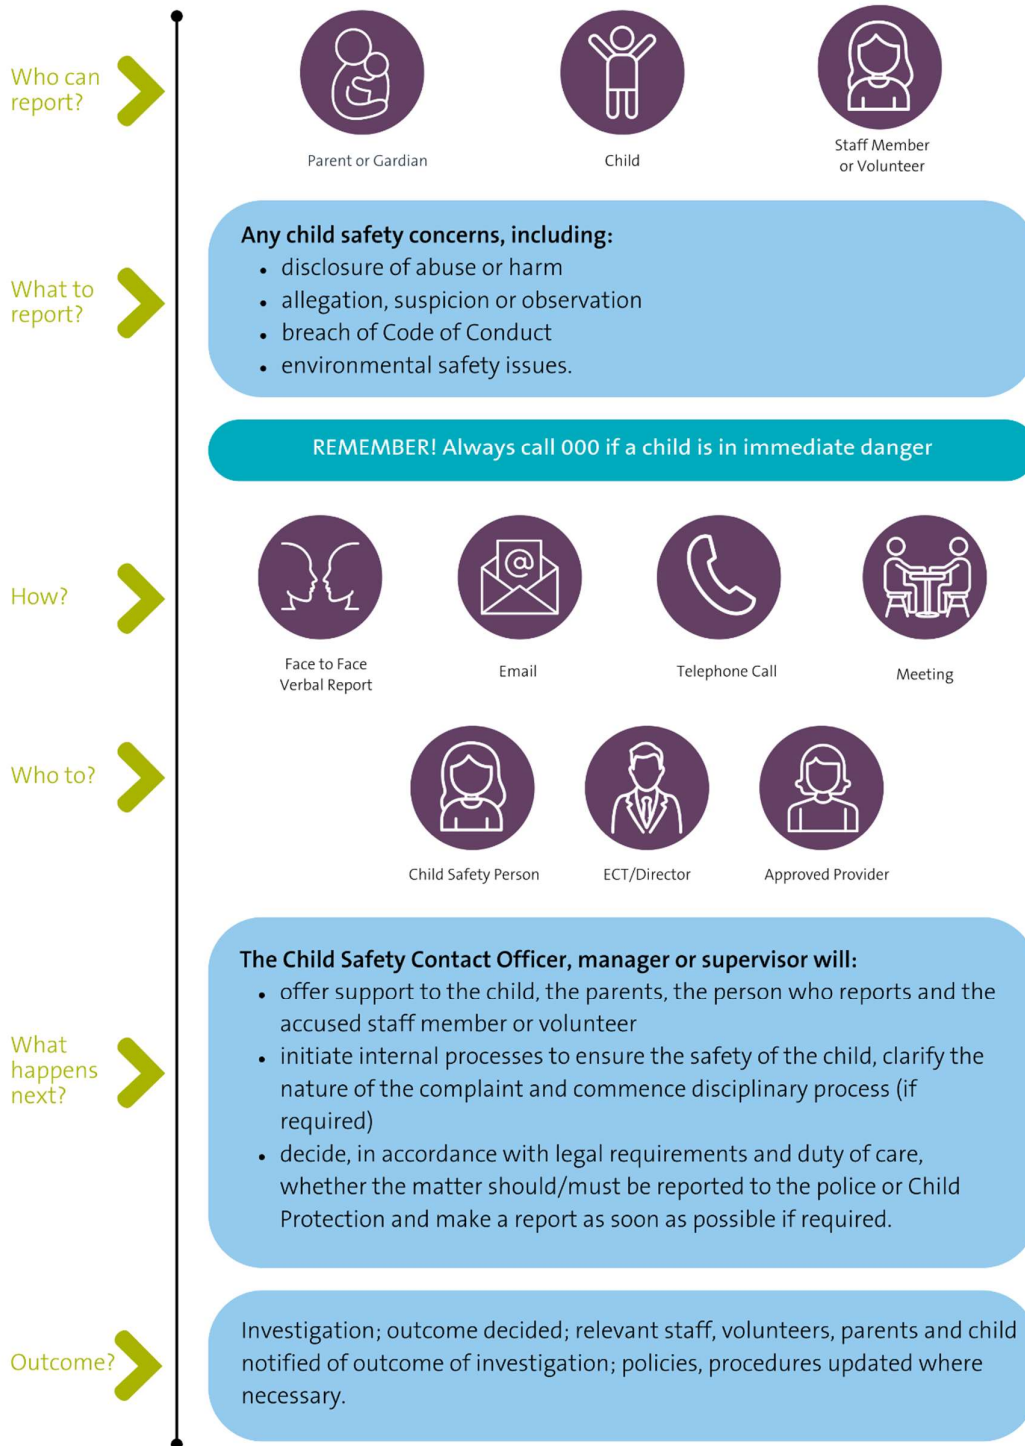 Who can
report?
Parent or Gardian
Child
Staff Member
or Volunteer
What to
report?
Any child safety concerns, including:
• disclosure of abuse or harm
• allegation, suspicion or observation
• breach of Code of Conduct
• environmental safety issues.
REMEMBER! Always call 000 if a child is in immediate danger
How?
@
Face to Face
Verbal Report
Email
Telephone Call
Meeting
Who to?
Child Safety Person
ECT/Director
Approved Provider
What
happens
next?
The Child Safety Contact Officer, manager or supervisor will:
• offer support to the child, the parents, the person who reports and the
accused staff member or volunteer
• initiate internal processes to ensure the safety of the child, clarify the
nature of the complaint and commence disciplinary process (if
required)
• decide, in accordance with legal requirements and duty of care,
whether the matter should/must be reported to the police or Child
Protection and make a report as soon as possible if required.
Outcome?
Investigation; outcome decided; relevant staff, volunteers, parents and child
notified of outcome of investigation; policies, procedures updated where
necessary.